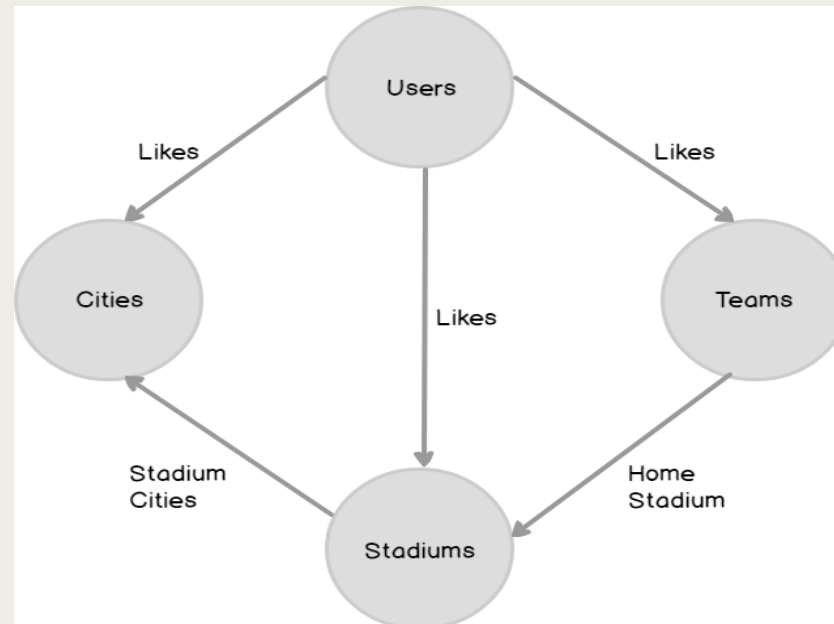 Users
Likes
Likes
Cities
Likes
Teams
Stadium
Cities
Home
Stadium
Stadiums